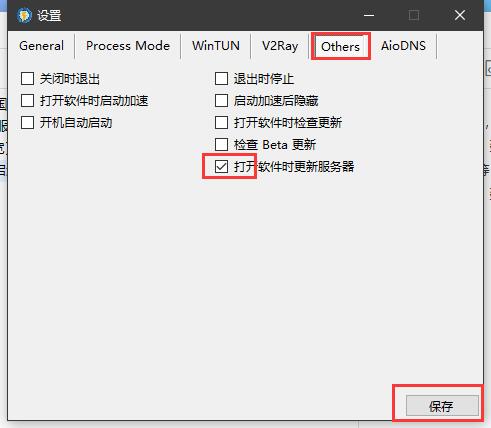 设置
General Process Mode WinTUN V2Ray Others AioDNS
关闭时退出 退出时停止
打开软件时启动加速 启动加速后隐藏
开机自动启动 打开软件时检查更新
检查 Beta 更新
打开软件时更新服务器
保存